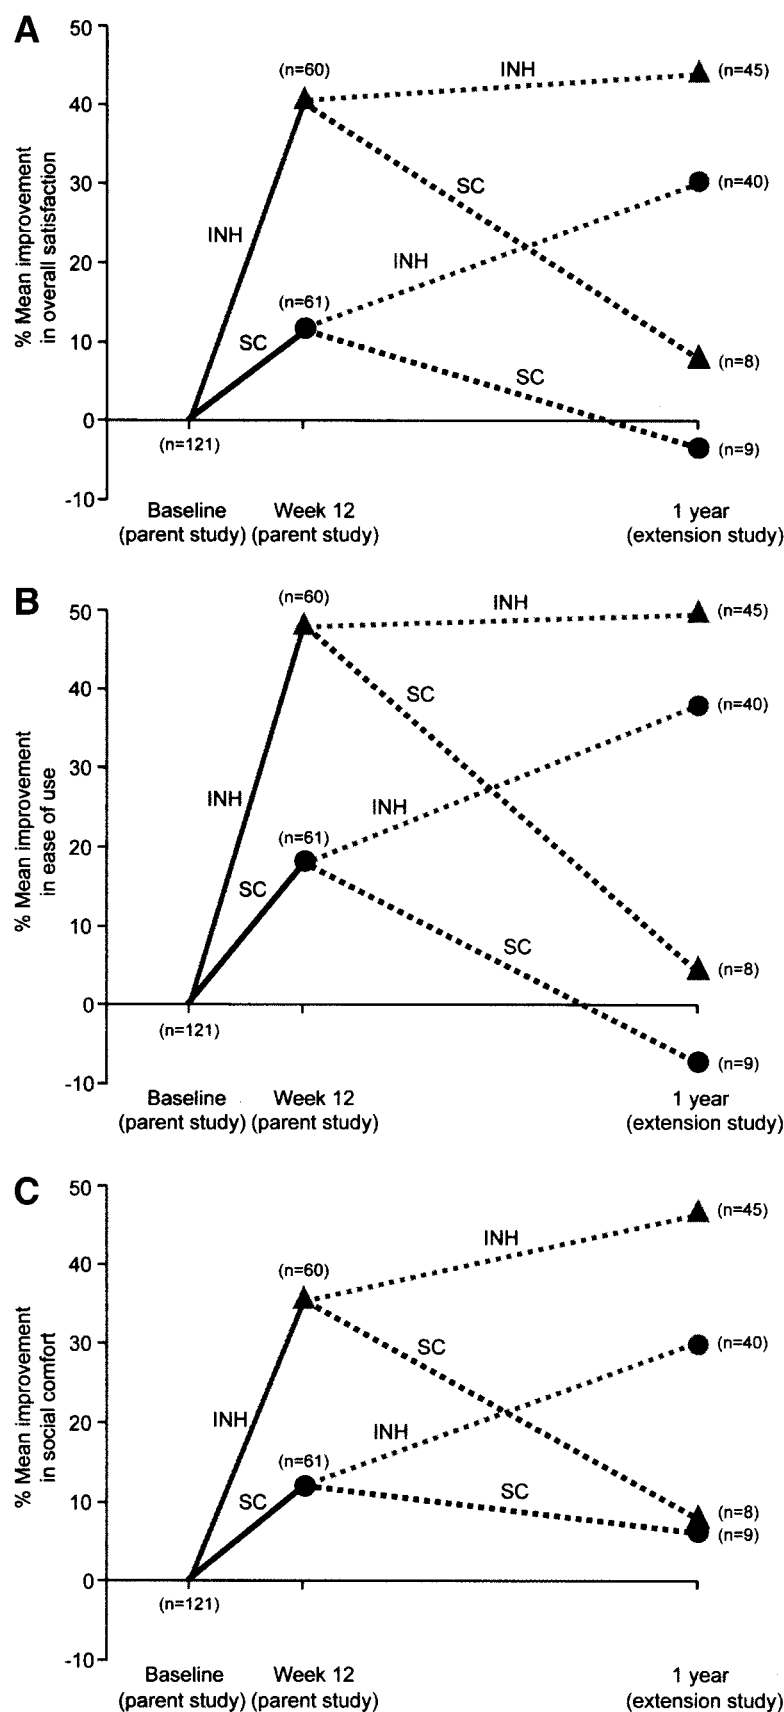 A
50
(n=60)
INH
(n=45)
40
% Mean improvement
in overall satisfaction
30
SC
(n=40)
INH
20
INH
(n=61)
SC
10
SC
(n=8)
0
(n=121)
(n=9)
-10
Baseline
(parent study)
Week 12
(parent study)
1 year
(extension study)
B
50
(n=60)
INH
(n=45)
40
SC
(n=40)
% Mean improvement
in ease of use
30
INH
INH
20
(n=61)
SC
SC
10
(n=8)
0
(n=121)
(n=9)
-10
Baseline
(parent study)
Week 12
(parent study)
1 year
(extension study)
C
50
(n=45)
INH
40
(n=60)
% Mean improvement
in social comfort
30
SC
(n=40)
20
INH
INH
(n=61)
10
SC
SC
(n=8)
(n=9)
0
(n=121)
-10
Baseline
(parent study)
Week 12
(parent study)
1 year
(extension study)